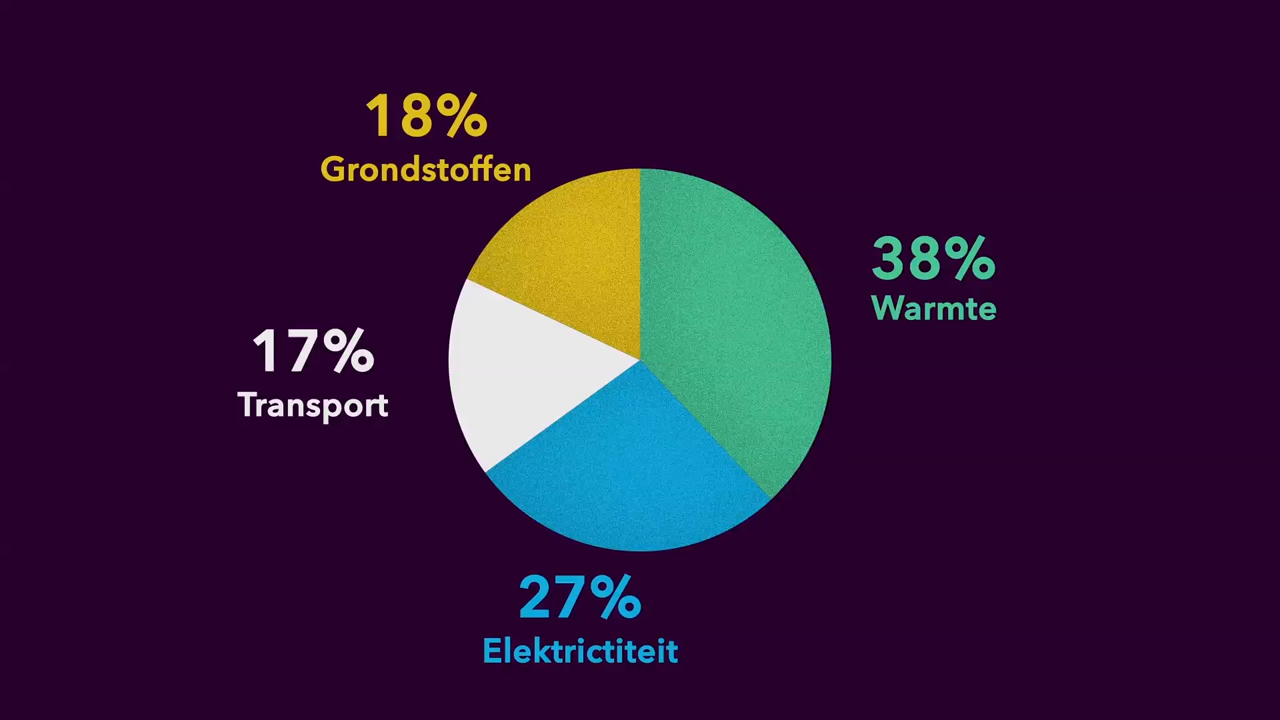 18%
Grondstoffen
38%
Warmte
17%
Transport
27%
Elektrictiteit